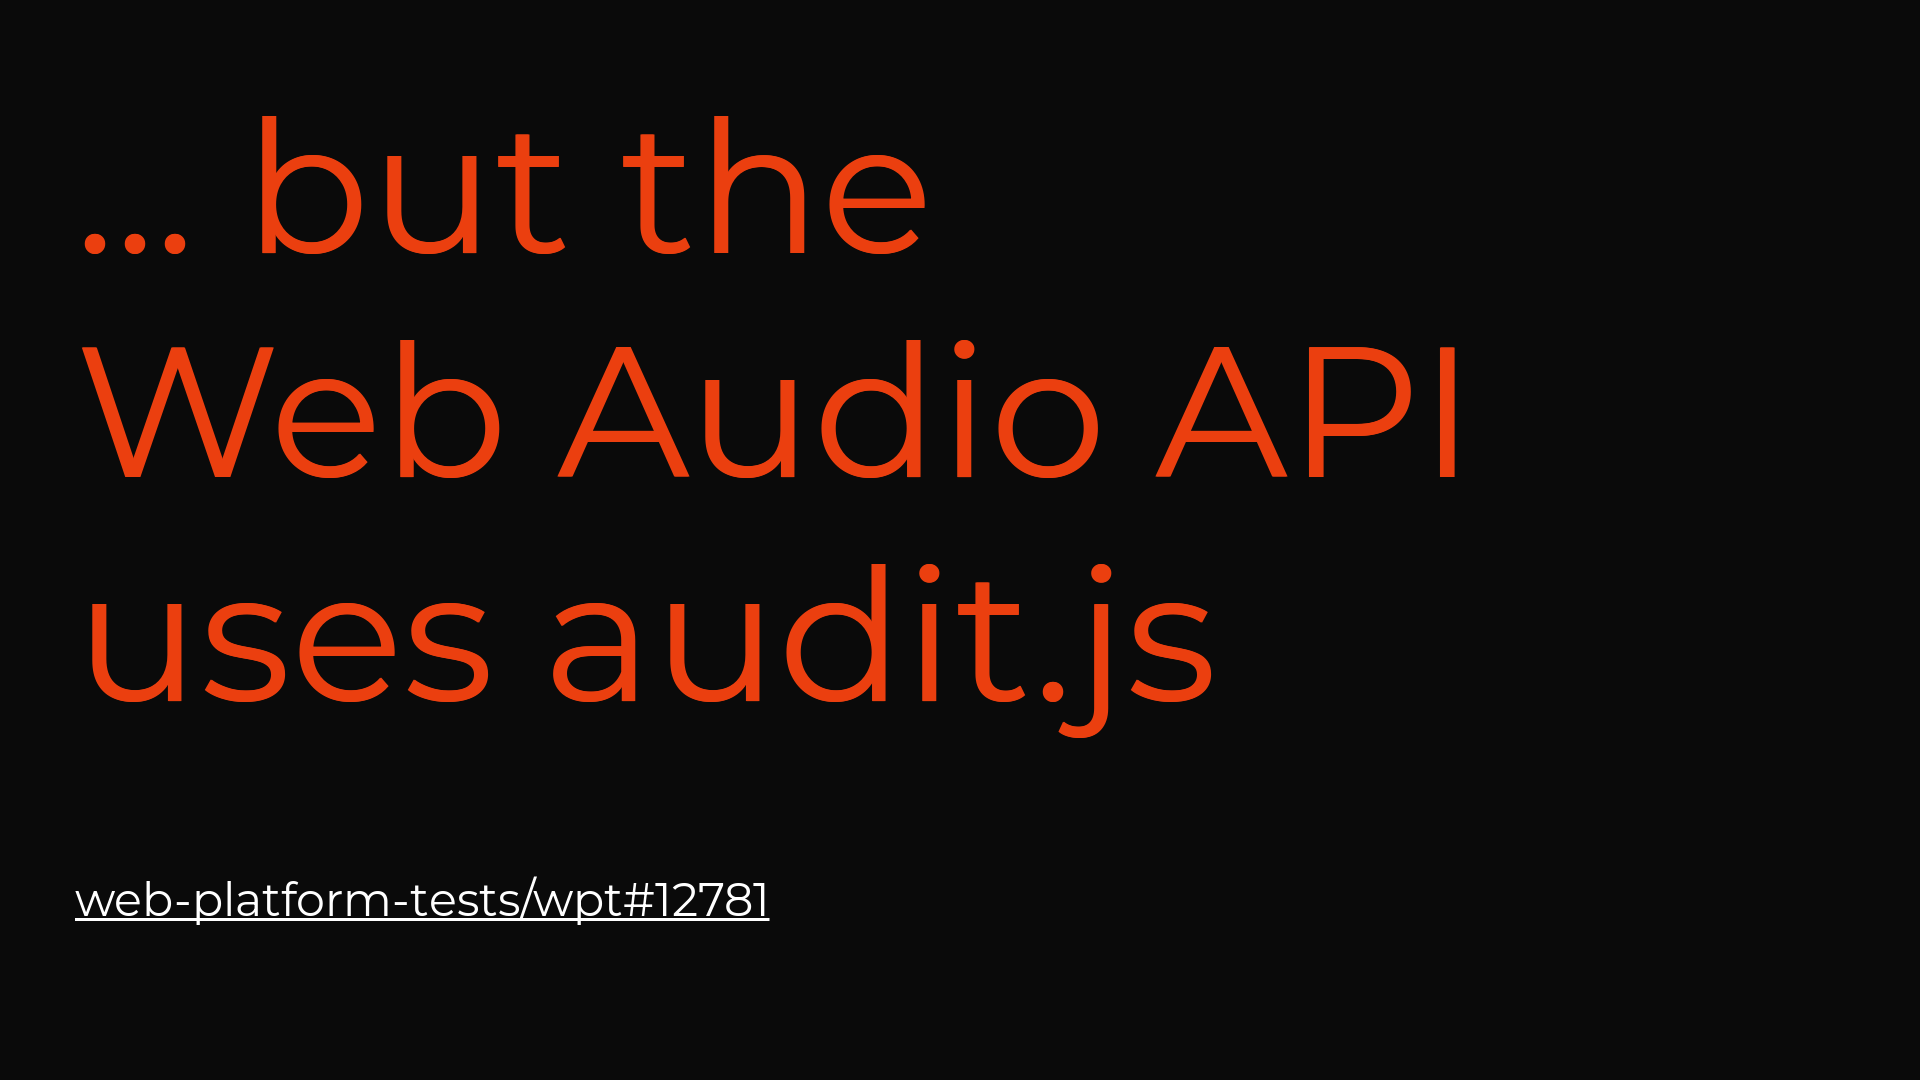 ... but the
Web Audio API
uses audit.js
web-platform-tests/wpt#12781